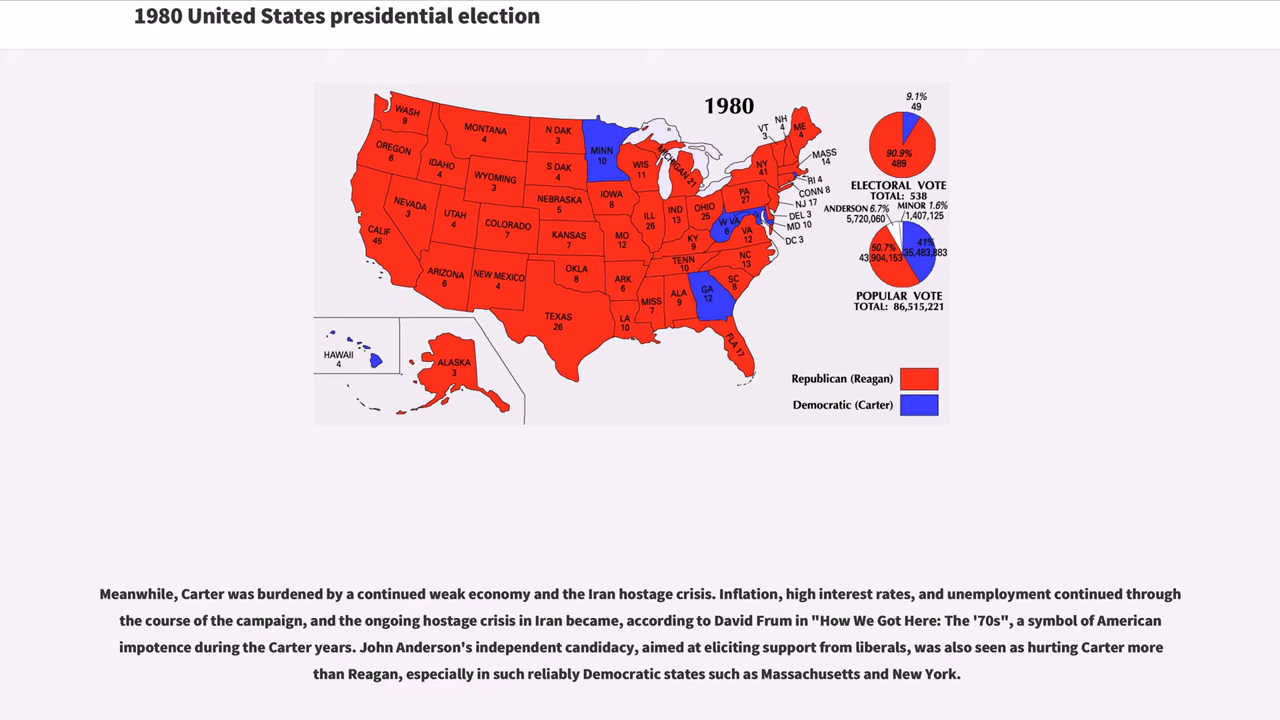 1980 United States presidential election
1980
WASH
9
OREGON
6
CALIF
45
NEVADA
3
IDAHO
4
MONTANA
4
WYOMING
3
UTAH
4
COLORADO
7
ARIZONA
6
NEW MEXICO
4
N DAK
3
S DAK
4
NEBRASKA
5
KANSAS
7
OKLA
8
TEXAS
26
MINN
10
IOWA
8
MO
12
ARK
6
LA
10
WIS
11
ILL
26
MICHIGAN 21
IND
13
OHIO
25
KY
9
TENN
10
MISS
7
ALA
9
GA
12
FLA 17
SC
8
NC
13
VA
12
W VA
6
PA
27
NY
41
VT
3
NH
4
ME
4
MASS
14
RI 4
CONN 8
NJ 17
DEL 3
MD 10
DC 3
HAWAII
4
ALASKA
3
9.1%
49
90.9%
489
ELECTORAL VOTE
TOTAL: 538
ANDERSON 6.7%
5,720,060
MINOR 1.6%
1,407,125
50.7%
43,904,153
41%
35,483,883
POPULAR VOTE
TOTAL: 86,515,221
Republican (Reagan)
Democratic (Carter)
Meanwhile, Carter was burdened by a continued weak economy and the Iran hostage crisis. Inflation, high interest rates, and unemployment continued through
the course of the campaign, and the ongoing hostage crisis in Iran became, according to David Frum in "How We Got Here: The '70s", a symbol of American
impotence during the Carter years. John Anderson's independent candidacy, aimed at eliciting support from liberals, was also seen as hurting Carter more
than Reagan, especially in such reliably Democratic states such as Massachusetts and New York.